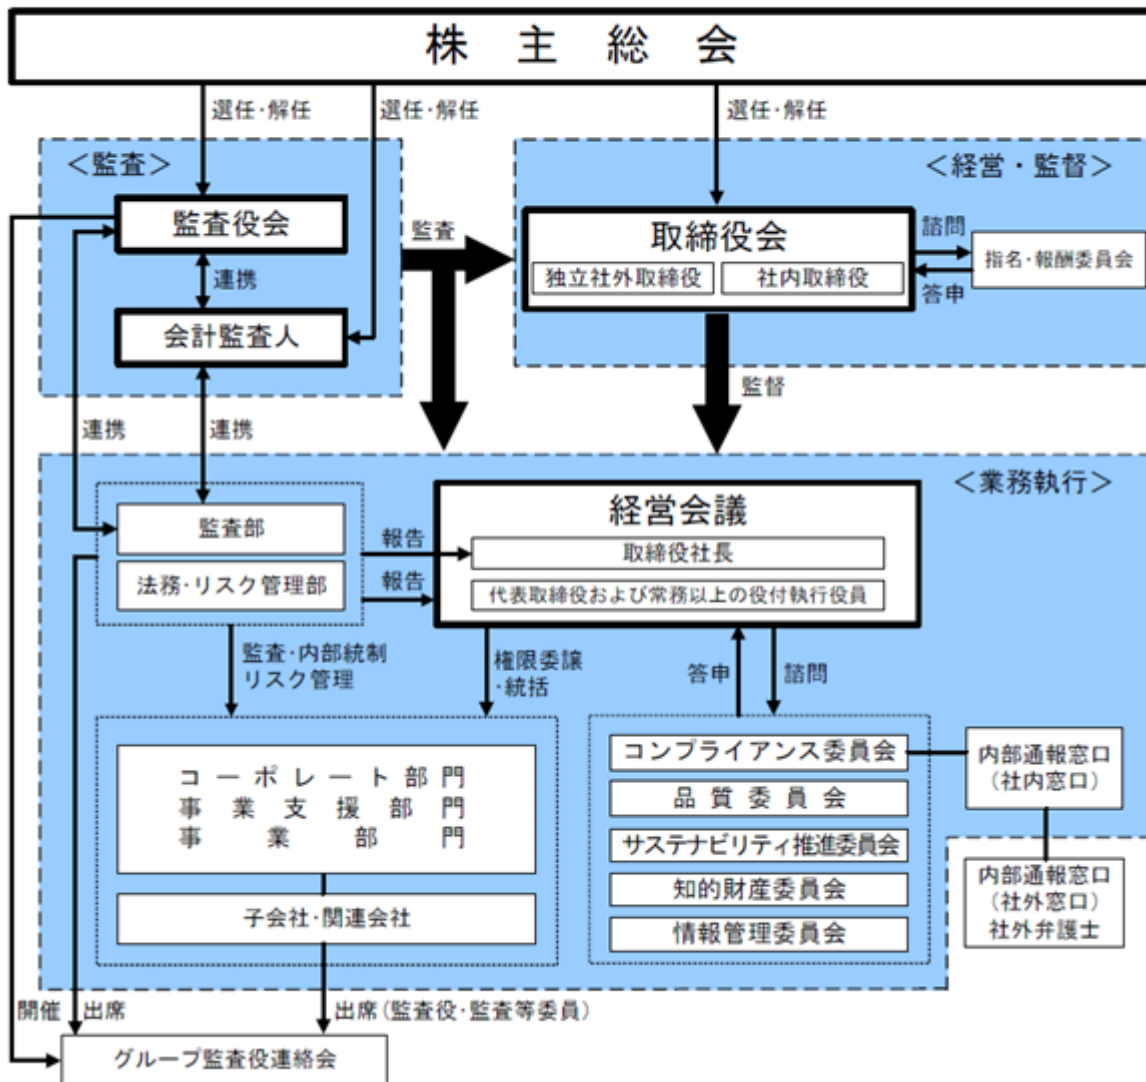 株主総会
選任・解任
選任・解任
選任・解任
＜監査＞
＜経営・監督＞
監査役会
監査
取締役会
諮問
独立社外取締役
社内取締役
指名・報酬委員会
答申
連携
会計監査人
監督
連携
連携
＜業務執行＞
経営会議
監査部
報告
取締役社長
法務・リスク管理部
報告
代表取締役および常務以上の役付執行役員
監査・内部統制
リスク管理
権限委譲
・統括
答申
諮問
コーポレート部門
事業支援部門
事業部門
子会社・関連会社
コンプライアンス委員会
品質委員会
サステナビリティ推進委員会
知的財産委員会
情報管理委員会
内部通報窓口
（社内窓口）
内部通報窓口
（社外窓口）
社外弁護士
開催
出席
出席（監査役・監査等委員）
グループ監査役連絡会